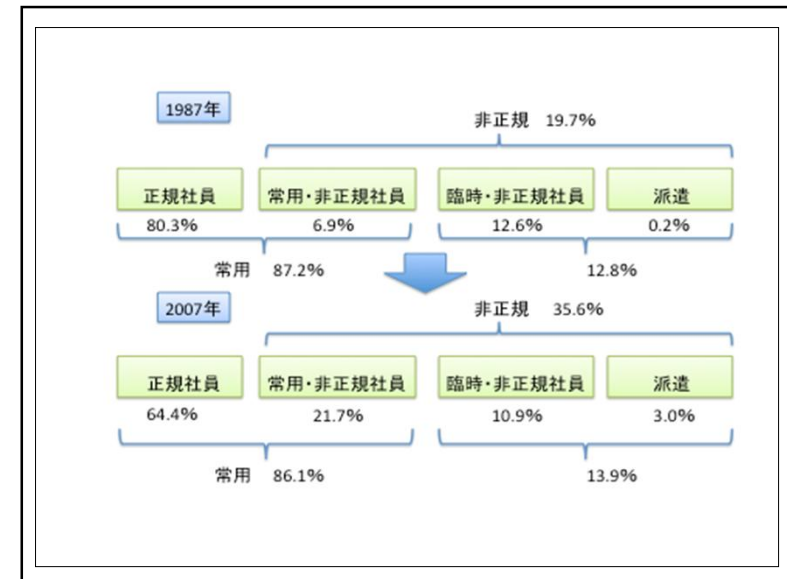 1987年
非正規 19.7%
正規社員 常用・非正規社員 臨時・非正規社員 派遣
80.3% 6.9% 12.6% 0.2%
常用 87.2% 12.8%
2007年
非正規 35.6%
正規社員 常用・非正規社員 臨時・非正規社員 派遣
64.4% 21.7% 10.9% 3.0%
常用 86.1% 13.9%